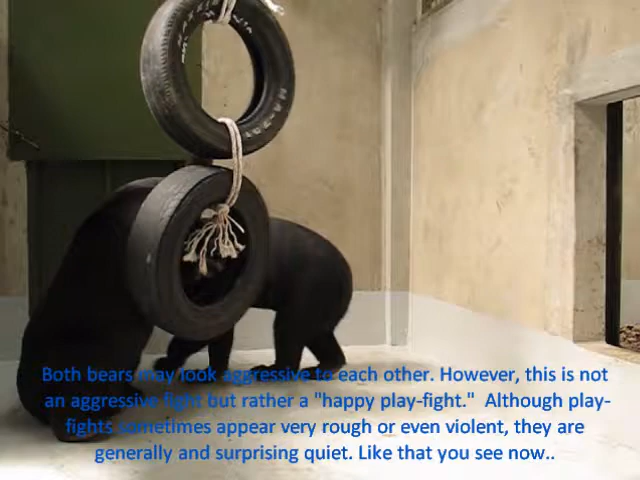 Both bears may look aggressive to each other. However, this is not
an aggressive fight but rather a "happy play-fight."  Although play-
fights sometimes appear very rough or even violent, they are
generally and surprising quiet. Like that you see now..